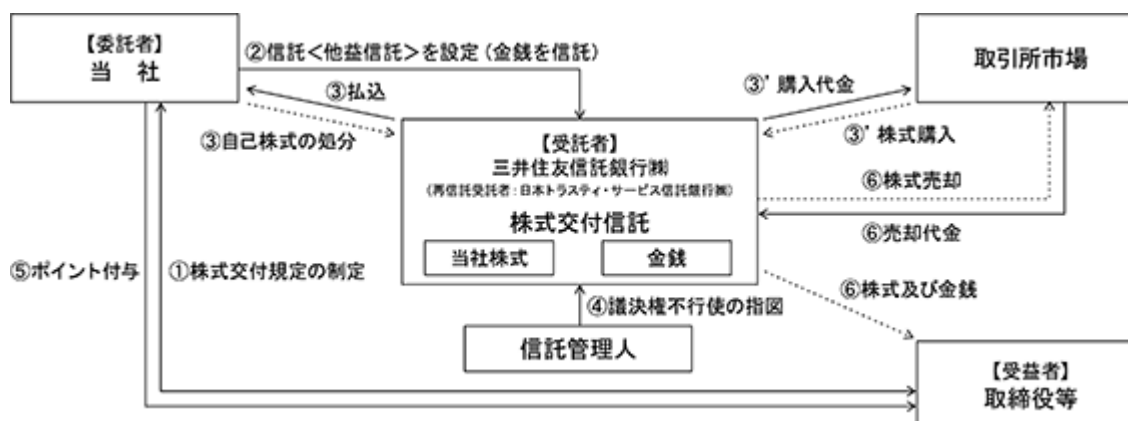 【委託者】
当　社
②信託<他益信託>を設定（金銭を信託）
③払込
③自己株式の処分
③’購入代金
③’株式購入
取引所市場
【受託者】
三井住友信託銀行㈱
（再信託受託者：日本トラスティ・サービス信託銀行㈱）
株式交付信託
当社株式
金銭
⑥株式売却
⑥売却代金
⑤ポイント付与
①株式交付規定の制定
④議決権不行使の指図
⑥株式及び金銭
信託管理人
【受益者】
取締役等